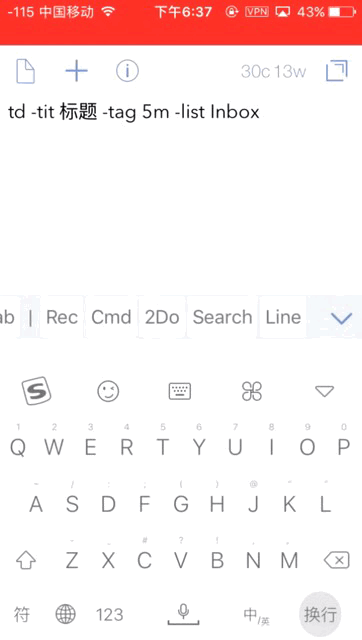 -115 中国移动 下午6:37 VPN 43%
30c 13w
td -tit 标题 -tag 5m -list Inbox
ab | Rec Cmd 2Do Search Line
S
1 2 3 4 5 6 7 8 9 0
Q W E R T Y U I O P
~ / : ; ( ) @ “ ”
A S D F G H J K L
- _ # ? ! , .
Z X C V B N M
符 123 中/英 换行